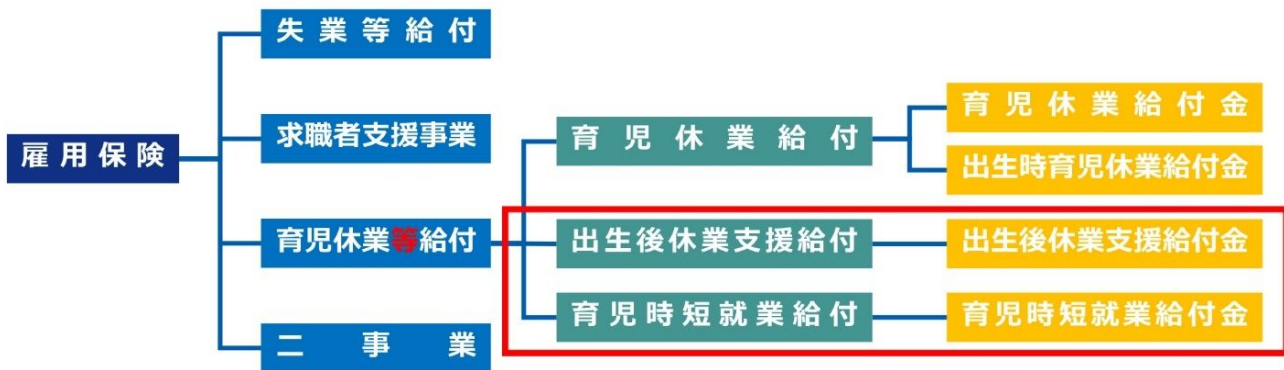 失業等給付
育児休業給付金
求職者支援事業
育児休業給付
雇用保険
出生時育児休業給付金
育児休業等給付
出生後休業支援給付
出生後休業支援給付金
育児時短就業給付
育児時短就業給付金
二事業